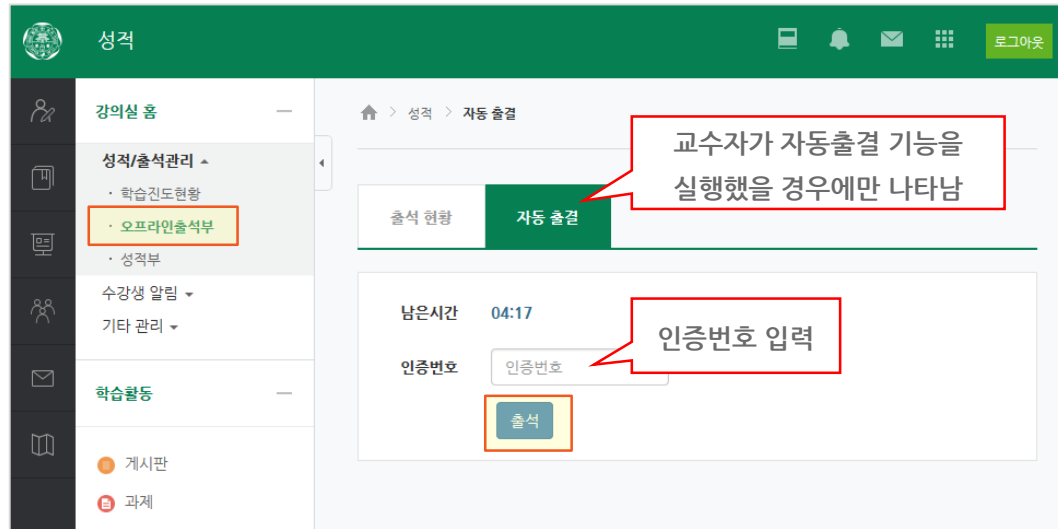 성적
로그아웃
강의실 홈
성적/출석관리
· 학습진도현황
· 오프라인출석부
· 성적부
수강생 알림
기타 관리
학습활동
게시판
과제
성적 > 자동 출결
교수자가 자동출결 기능을
실행했을 경우에만 나타남
출석 현황
자동 출결
남은시간 04:17
인증번호 인증번호
인증번호 입력
출석